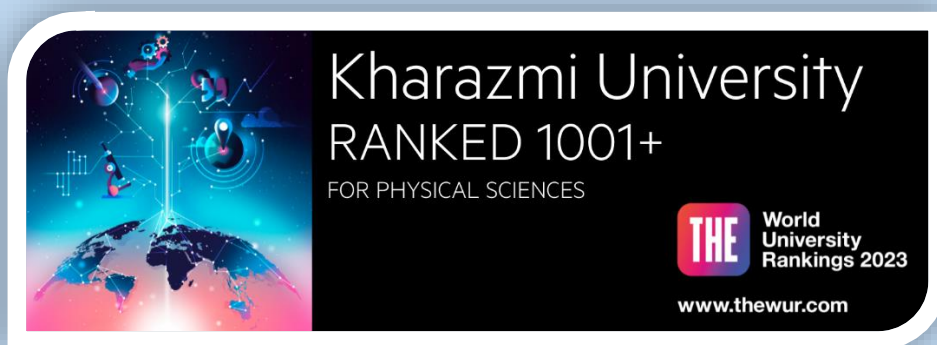 Kharazmi University
RANKED 1001+
FOR PHYSICAL SCIENCES
THE
World
University
Rankings 2023
www.thewur.com